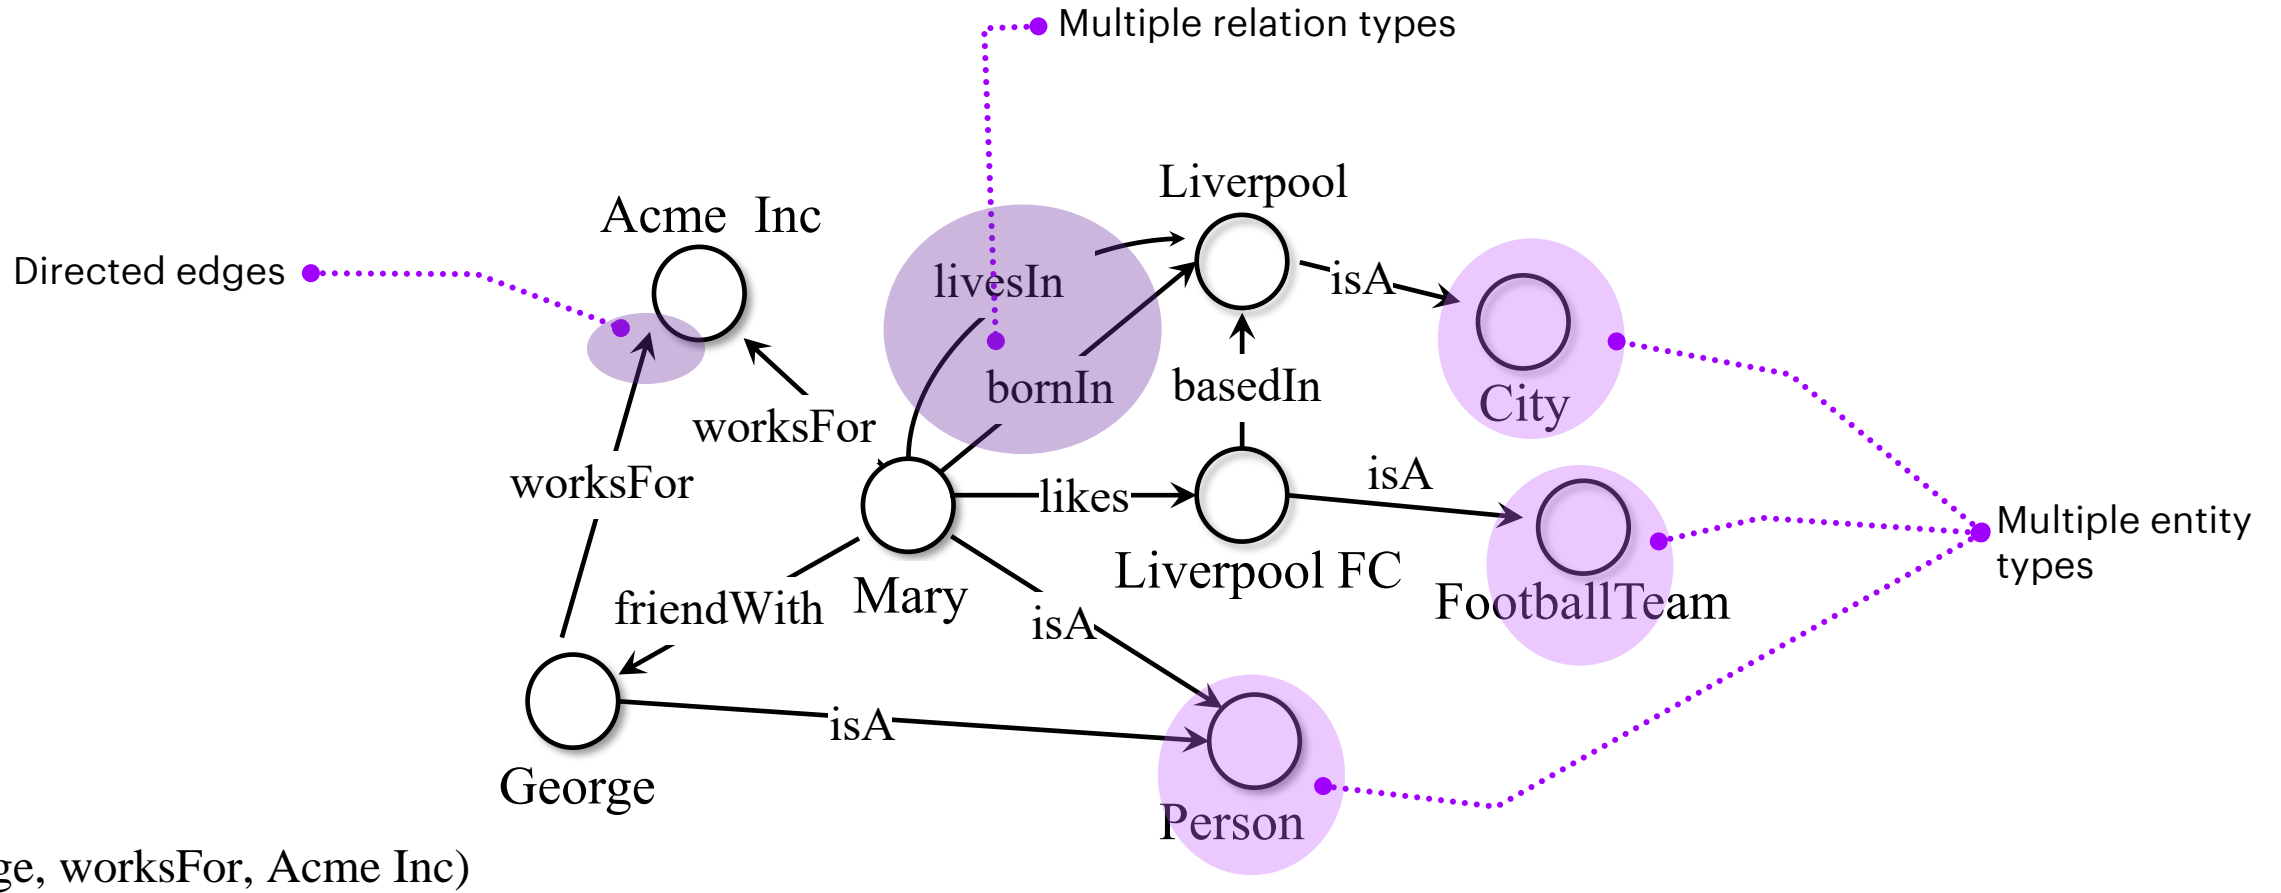 Multiple relation types
Liverpool
Acme Inc
Directed edges
livesIn
isA
bornIn
basedIn
City
worksFor
isA
worksFor
likes
Multiple entity
types
Liverpool FC
FootballTeam
Mary
friendWith
isA
isA
George
Person
, worksFor, Acme Inc)